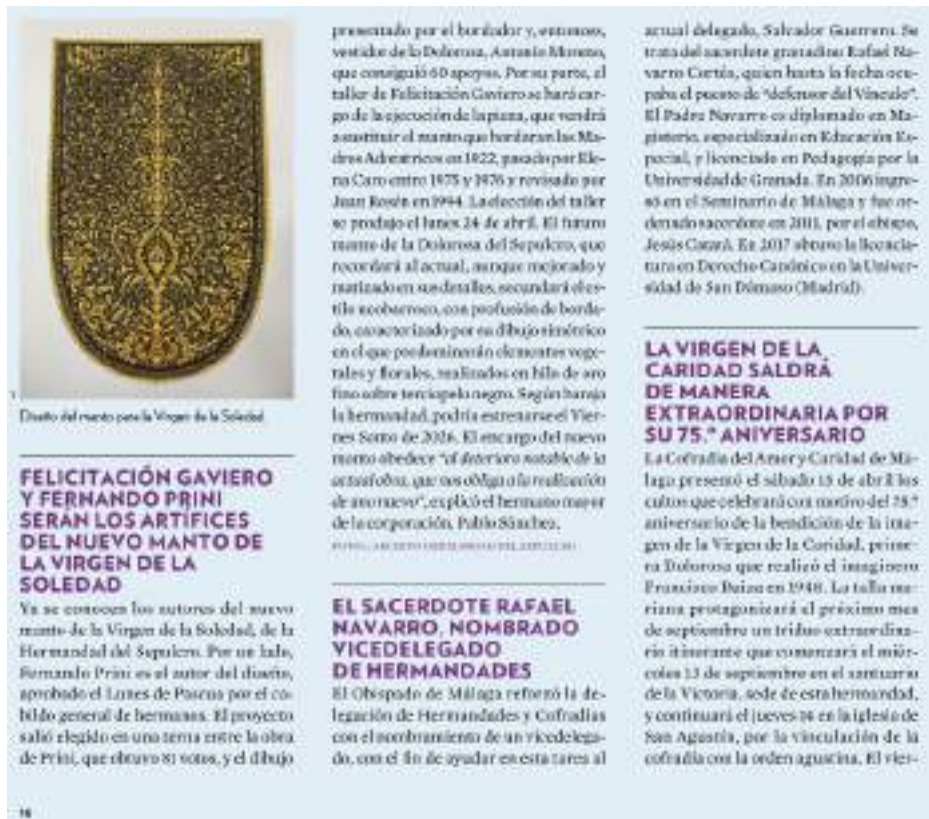 Diseño del manto para la Virgen de la Soledad.
FELICITACIÓN GAVIERO
Y FERNANDO PRINI
SERÁN LOS ARTÍFICES
DEL NUEVO MANTO DE
LA VIRGEN DE LA
SOLEDAD
Ya se conocen los autores del nuevo
manto de la Virgen de la Soledad, de la
Hermandad del Sepulcro. Por un lado,
Fernando Prini es el autor del diseño,
aprobado el Lunes de Pascua por el ca-
bildo general de hermanos. El proyecto
salió elegido en una terna entre la obra
de Prini, que obtuvo 81 votos, y el dibujo
presentado por el bordador y, entonces,
vestidor de la Dolorosa, Antonio Moreno,
que consiguió 60 apoyos. Por su parte, el
taller de Felicitación Gaviero se hará car-
go de la ejecución de la pieza, que vendrá
a sustituir el manto que bordaran las Ma-
dres Adoratrices en 1922, pasado por Ele-
na Caro entre 1975 y 1976 y revisado por
Juan Rosén en 1994. La elección del taller
se produjo el lunes 24 de abril. El futuro
manto de la Dolorosa del Sepulcro, que
recordará al actual, aunque mejorado y
matizado en sus detalles, secundará el es-
tilo neobarroco, con profusión de borda-
do, caracterizado por su dibujo simétrico
en el que predominarán elementos vege-
tales y florales, realizados en hilo de oro
fino sobre terciopelo negro. Según baraja
la hermandad, podría estrenarse el Vier-
nes Santo de 2026. El encargo del nuevo
manto obedece "al deterioro notable de la
actual obra, que nos obliga a la realización
de uno nuevo", explicó el hermano mayor
de la corporación, Pablo Sánchez.
EL SACERDOTE RAFAEL
NAVARRO, NOMBRADO
VICEDELEGADO
DE HERMANDADES
El Obispado de Málaga reforzó la de-
legación de Hermandades y Cofradías
con el nombramiento de un vicedelega-
do, con el fin de ayudar en esta tarea al
actual delegado, Salvador Guerrero. Se
trata del sacerdote granadino Rafael Na-
varro Cortés, quien hasta la fecha ocu-
paba el puesto de "defensor del Vínculo".
El Padre Navarro es diplomado en Ma-
gisterio, especializado en Educación Es-
pecial, y licenciado en Pedagogía por la
Universidad de Granada. En 2006 ingre-
só en el Seminario de Málaga y fue or-
denado sacerdote en 2011, por el obispo,
Jesús Catalá. En 2017 obtuvo la licencia-
tura en Derecho Canónico en la Univer-
sidad de San Dámaso (Madrid).
LA VIRGEN DE LA
CARIDAD SALDRÁ
DE MANERA
EXTRAORDINARIA POR
SU 75.º ANIVERSARIO
La Cofradía del Amor y Caridad de Má-
laga presentó el sábado 15 de abril los
cultos que celebrará con motivo del 75.º
aniversario de la bendición de la ima-
gen de la Virgen de la Caridad, prime-
ra Dolorosa que realizó el imaginero
Francisco Buiza en 1948. La talla ma-
riana protagonizará el próximo mes
de septiembre un triduo extraordina-
rio itinerante que comenzará el miér-
coles 13 de septiembre en el santuario
de la Victoria, sede de esta hermandad,
y continuará el jueves 14 en la iglesia de
San Agustín, por la vinculación de la
cofradía con la orden agustina. El vier-
16